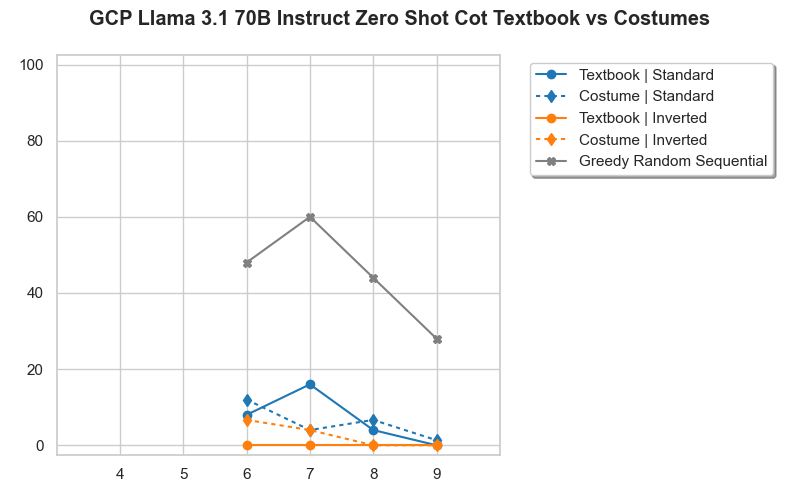 GCP Llama 3.1 70B Instruct Zero Shot Cot Textbook vs Costumes
100
80
60
40
20
0
4 5 6 7 8 9
Textbook | Standard
Costume | Standard
Textbook | Inverted
Costume | Inverted
Greedy Random Sequential